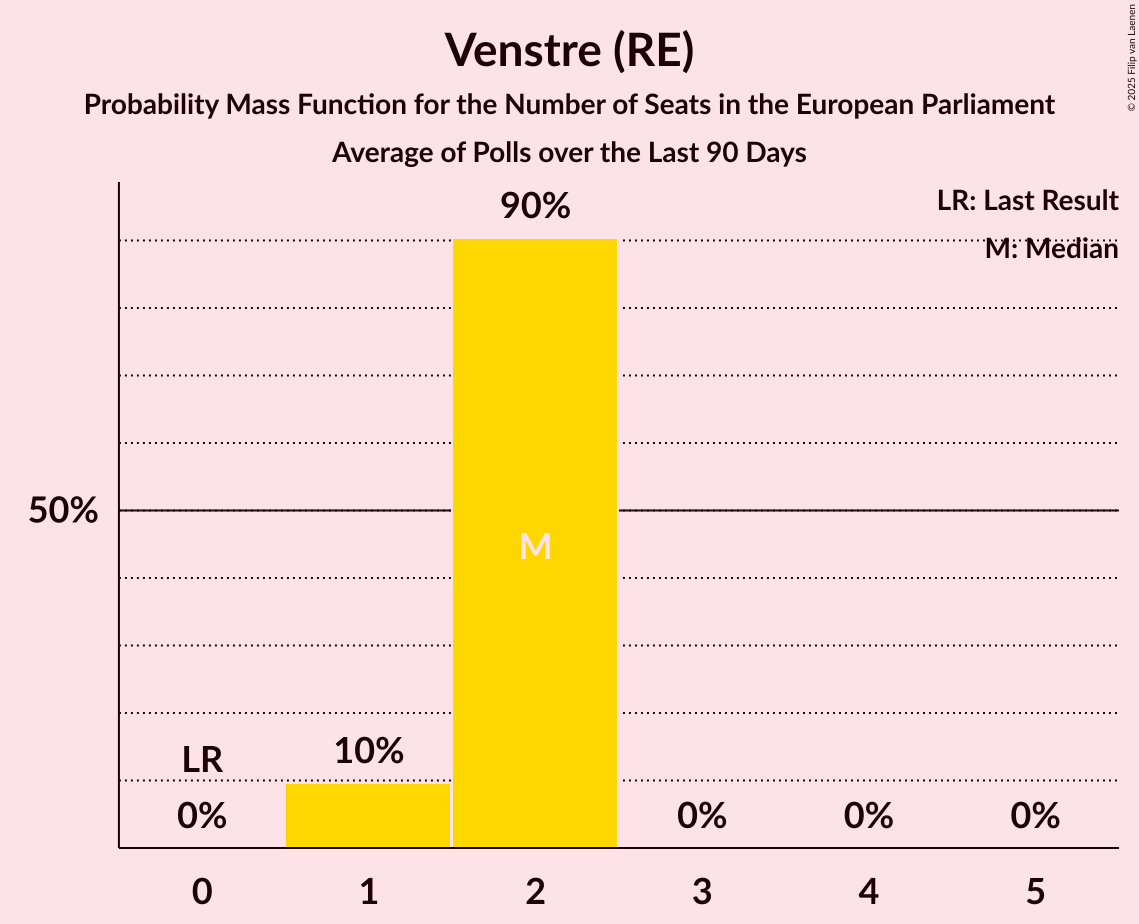 Venstre (RE)
Probability Mass Function for the Number of Seats in the European Parliament
Average of Polls over the Last 90 Days
© 2025 Filip van Laenen
LR: Last Result
M: Median
90%
50%
M
LR
10%
0%
0%
0%
0%
0
1
2
3
4
5